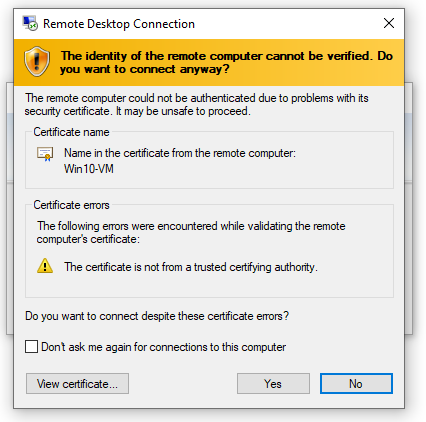 Remote Desktop Connection
The identity of the remote computer cannot be verified. Do
you want to connect anyway?
The remote computer could not be authenticated due to problems with its
security certificate. It may be unsafe to proceed.
Certificate name
Name in the certificate from the remote computer:
Win10-VM
Certificate errors
The following errors were encountered while validating the remote
computer's certificate:
The certificate is not from a trusted certifying authority.
Do you want to connect despite these certificate errors?
Don't ask me again for connections to this computer
View certificate... Yes No